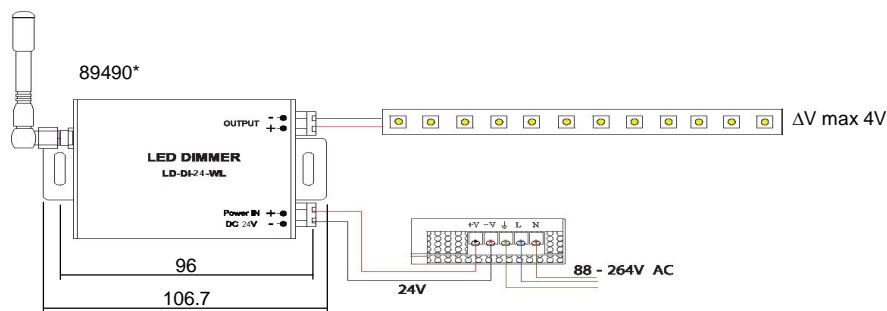 89490*
OUTPUT - +
ΔV max 4V
LED DIMMER
LD-DI-24-WL
Power IN +
DC 24V -
+V -V ⏚ L N
88 - 264V AC
24V
96
106.7